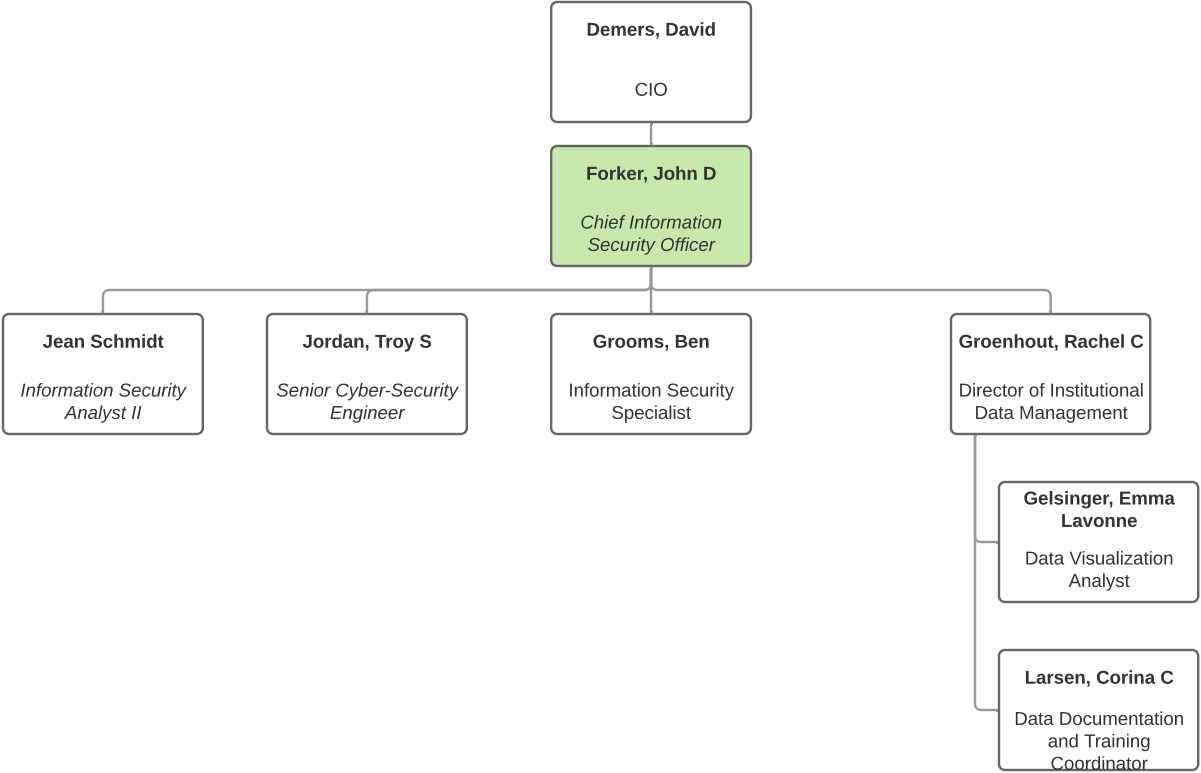 Demers, David
CIO
Forker, John D
Chief Information
Security Officer
Jean Schmidt
Information Security
Analyst II
Jordan, Troy S
Senior Cyber-Security
Engineer
Grooms, Ben
Information Security
Specialist
Groenhout, Rachel C
Director of Institutional
Data Management
Gelsinger, Emma
Lavonne
Data Visualization
Analyst
Larsen, Corina C
Data Documentation
and Training
Coordinator